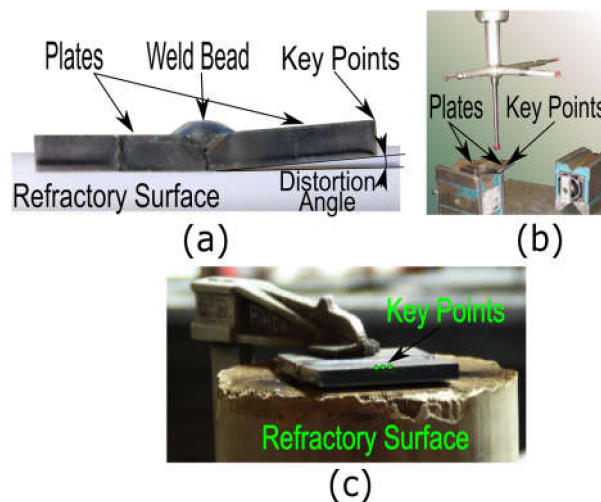 Plates
Weld Bead
Key Points
Refractory Surface
Distortion
Angle
(a)
Plates
Key Points
(b)
Key Points
Refractory Surface
(c)